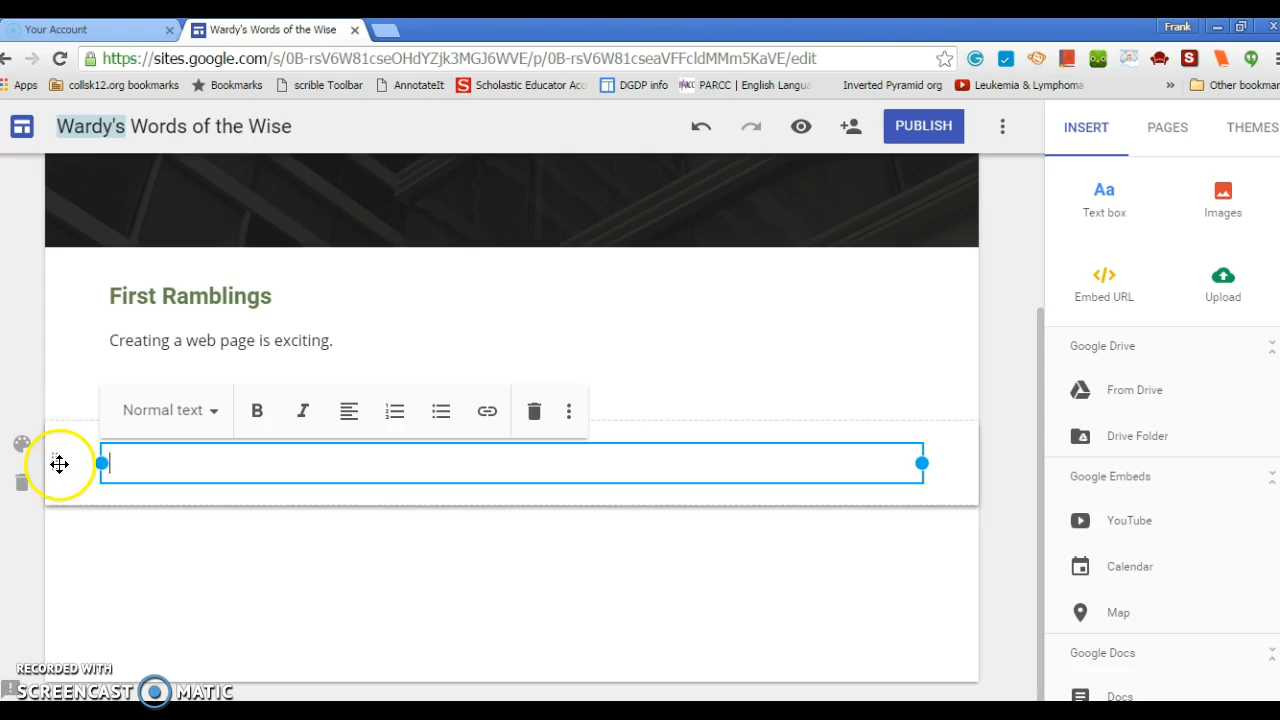 Your Account
Wardy's Words of the Wise
Frank
https://sites.google.com/s/0B-rsV6W81cseOHdYZjk3MGJ6WVE/p/0B-rsV6W81cseaVFFcldMMm5KaVE/edit
Apps
collsk12.org bookmarks
Bookmarks
scrible Toolbar
AnnotateIt
Scholastic Educator Acc
DGDP info
PARCC | English Langua
Inverted Pyramid org
Leukemia & Lymphoma
»
Other bookmar
Wardy's Words of the Wise
PUBLISH
INSERT
PAGES
THEMES
Aa
Text box
Images
Embed URL
Upload
First Ramblings
Creating a web page is exciting.
Normal text
B
I
Google Drive
From Drive
Drive Folder
Google Embeds
YouTube
Calendar
Map
Google Docs
Docs
RECORDED WITH
SCREENCAST MATIC